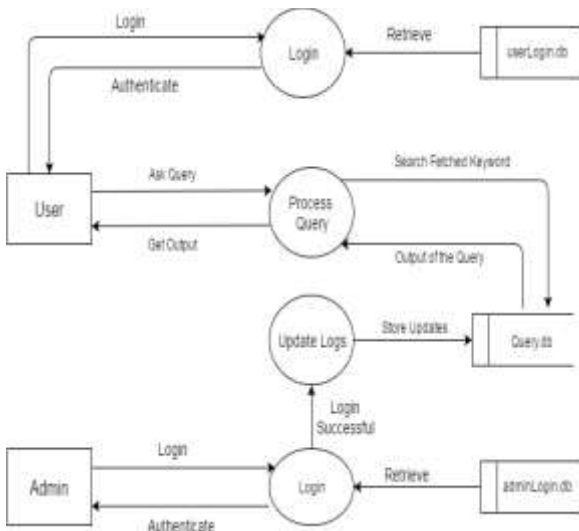 Login
Login
Retrieve
userLogin.db
Authenticate
Ask Query
Search Fetched Keyword
User
Process
Query
Get Output
Output of the Query
Update Logs
Store Updates
Query.db
Login
Successful
Login
Admin
Login
Retrieve
adminLogin.db
Authenticate